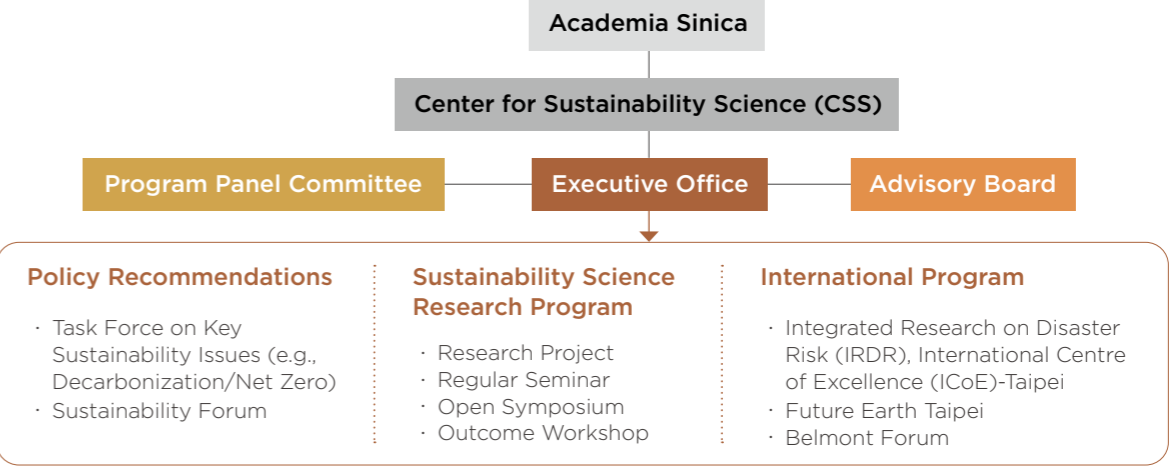 Academia Sinica
Center for Sustainability Science (CSS)
Program Panel Committee
Executive Office
Advisory Board
Policy Recommendations
· Task Force on Key
Sustainability Issues (e.g.,
Decarbonization/Net Zero)
· Sustainability Forum
Sustainability Science
Research Program
· Research Project
· Regular Seminar
· Open Symposium
· Outcome Workshop
International Program
· Integrated Research on Disaster
Risk (IRDR), International Centre
of Excellence (ICoE)-Taipei
· Future Earth Taipei
· Belmont Forum